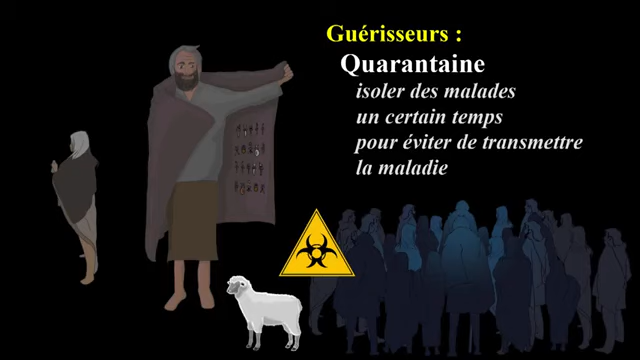 Guérisseurs :
Quarantaine
isoler des malades
un certain temps
pour éviter de transmettre
la maladie